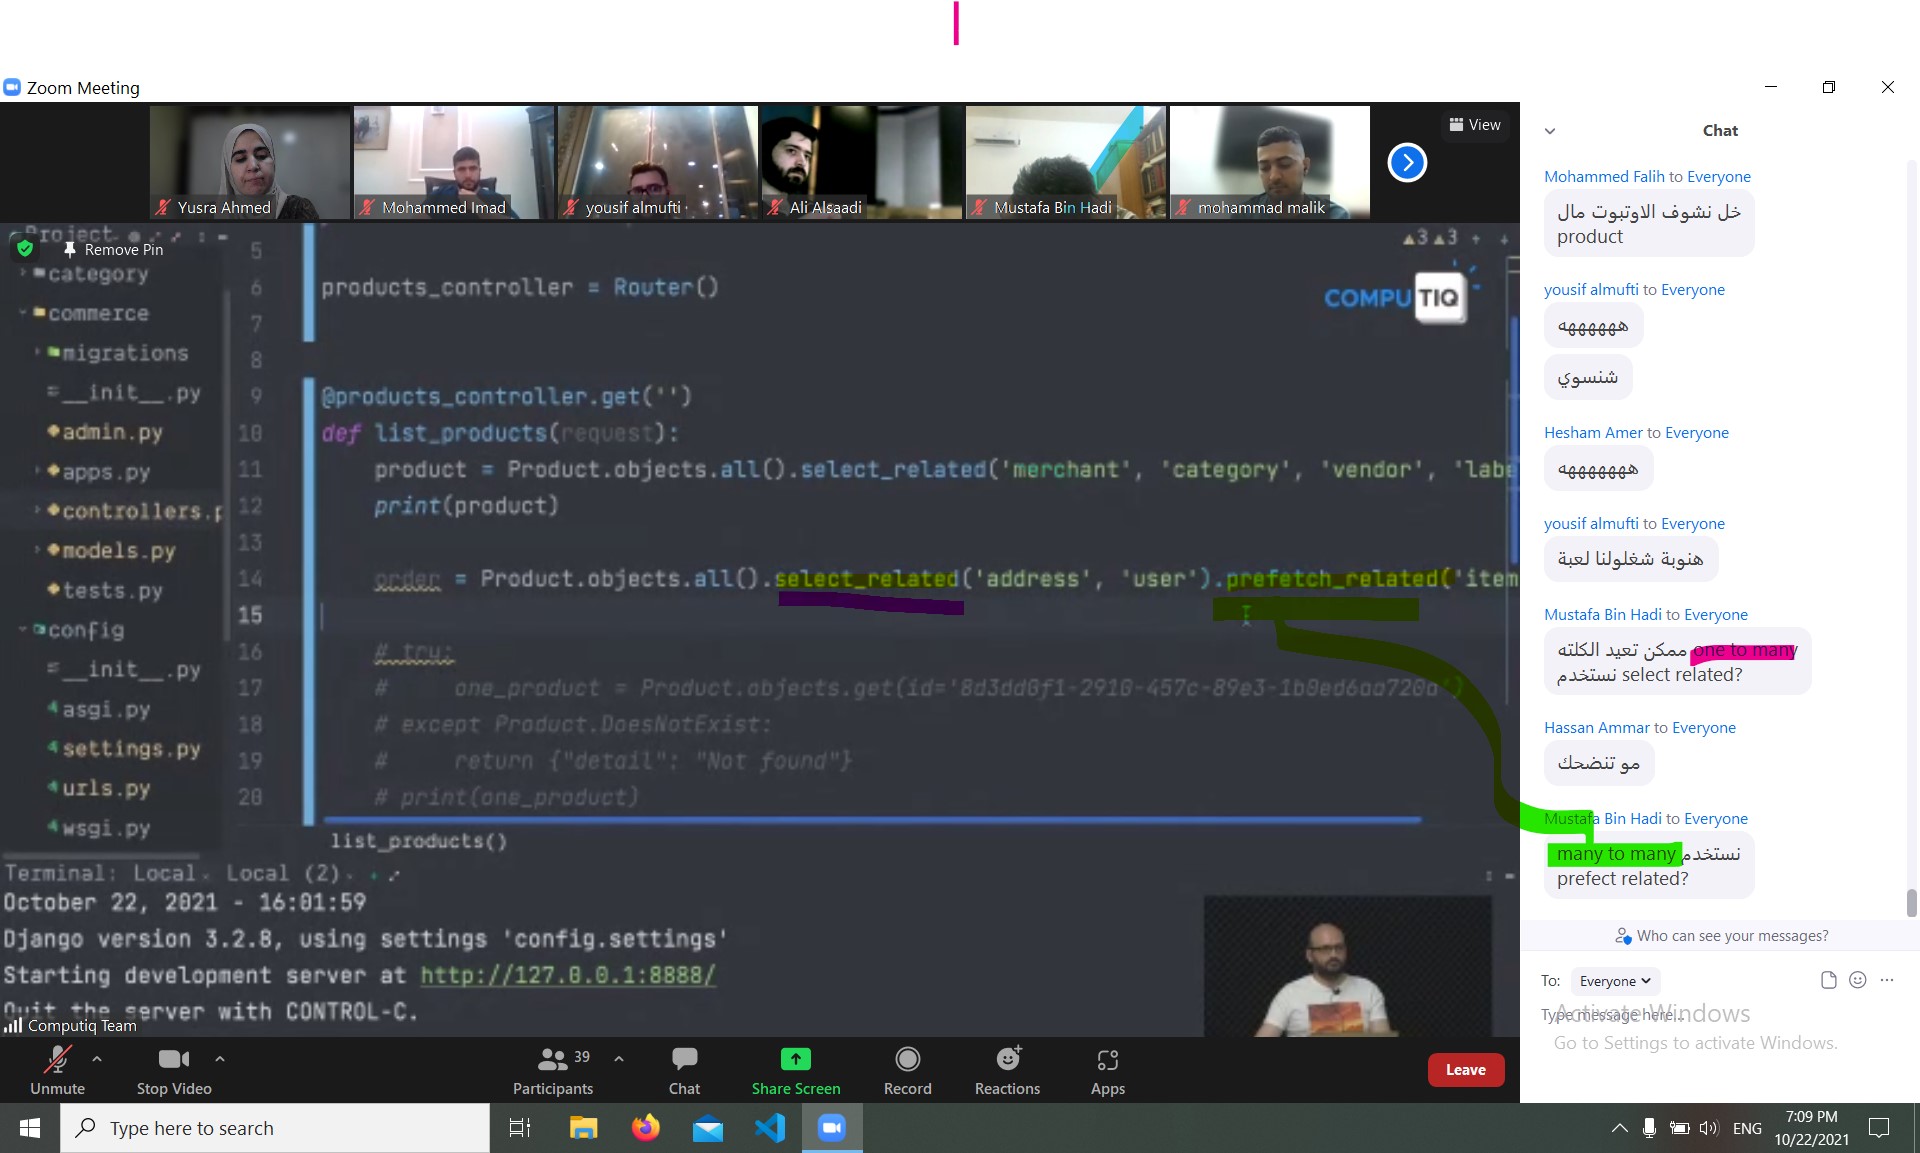 Zoom Meeting
Yusra Ahmed
Mohammed Imad
yousif almufti
Ali Alsaadi
Mustafa Bin Hadi
mohammad malik
View
Project
Remove Pin
category
commerce
migrations
__init__.py
admin.py
apps.py
controllers.p
models.py
tests.py
config
__init__.py
asgi.py
settings.py
urls.py
wsgi.py
3 3
COMPUTIQ
5
6 products_controller = Router()
7
8
9 @products_controller.get('')
10 def list_products(request):
11 product = Product.objects.all().select_related('merchant', 'category', 'vendor', 'labe
12 print(product)
13
14 order = Product.objects.all().select_related('address', 'user').prefetch_related('item
15
16 # try:
17 # one_product = Product.objects.get(id='8d3dd0f1-2910-457c-89e3-1b0ed6aa720a')
18 # except Product.DoesNotExist:
19 # return {"detail": "Not found"}
20 # print(one_product)
list_products()
Terminal: Local Local (2)
October 22, 2021 - 16:01:59
Django version 3.2.8, using settings 'config.settings'
Starting development server at http://127.0.0.1:8888/
Quit the server with CONTROL-C.
Computiq Team
Chat
Mohammed Falih to Everyone
خل نشوف الاوتبوت مال
product
yousif almufti to Everyone
ههههههه
شنسوي
Hesham Amer to Everyone
هههههههه
yousif almufti to Everyone
هنوبة شغلولنا لعبة
Mustafa Bin Hadi to Everyone
ممكن تعيد الكلته one to many
نستخدم select related?
Hassan Ammar to Everyone
مو تنضحك
Mustafa Bin Hadi to Everyone
many to many نستخدم
prefect related?
Who can see your messages?
To: Everyone
Type message here...
Activate Windows
Go to Settings to activate Windows.
Unmute
Stop Video
39
Participants
Chat
Share Screen
Record
Reactions
Apps
Leave
Type here to search
ENG
7:09 PM
10/22/2021